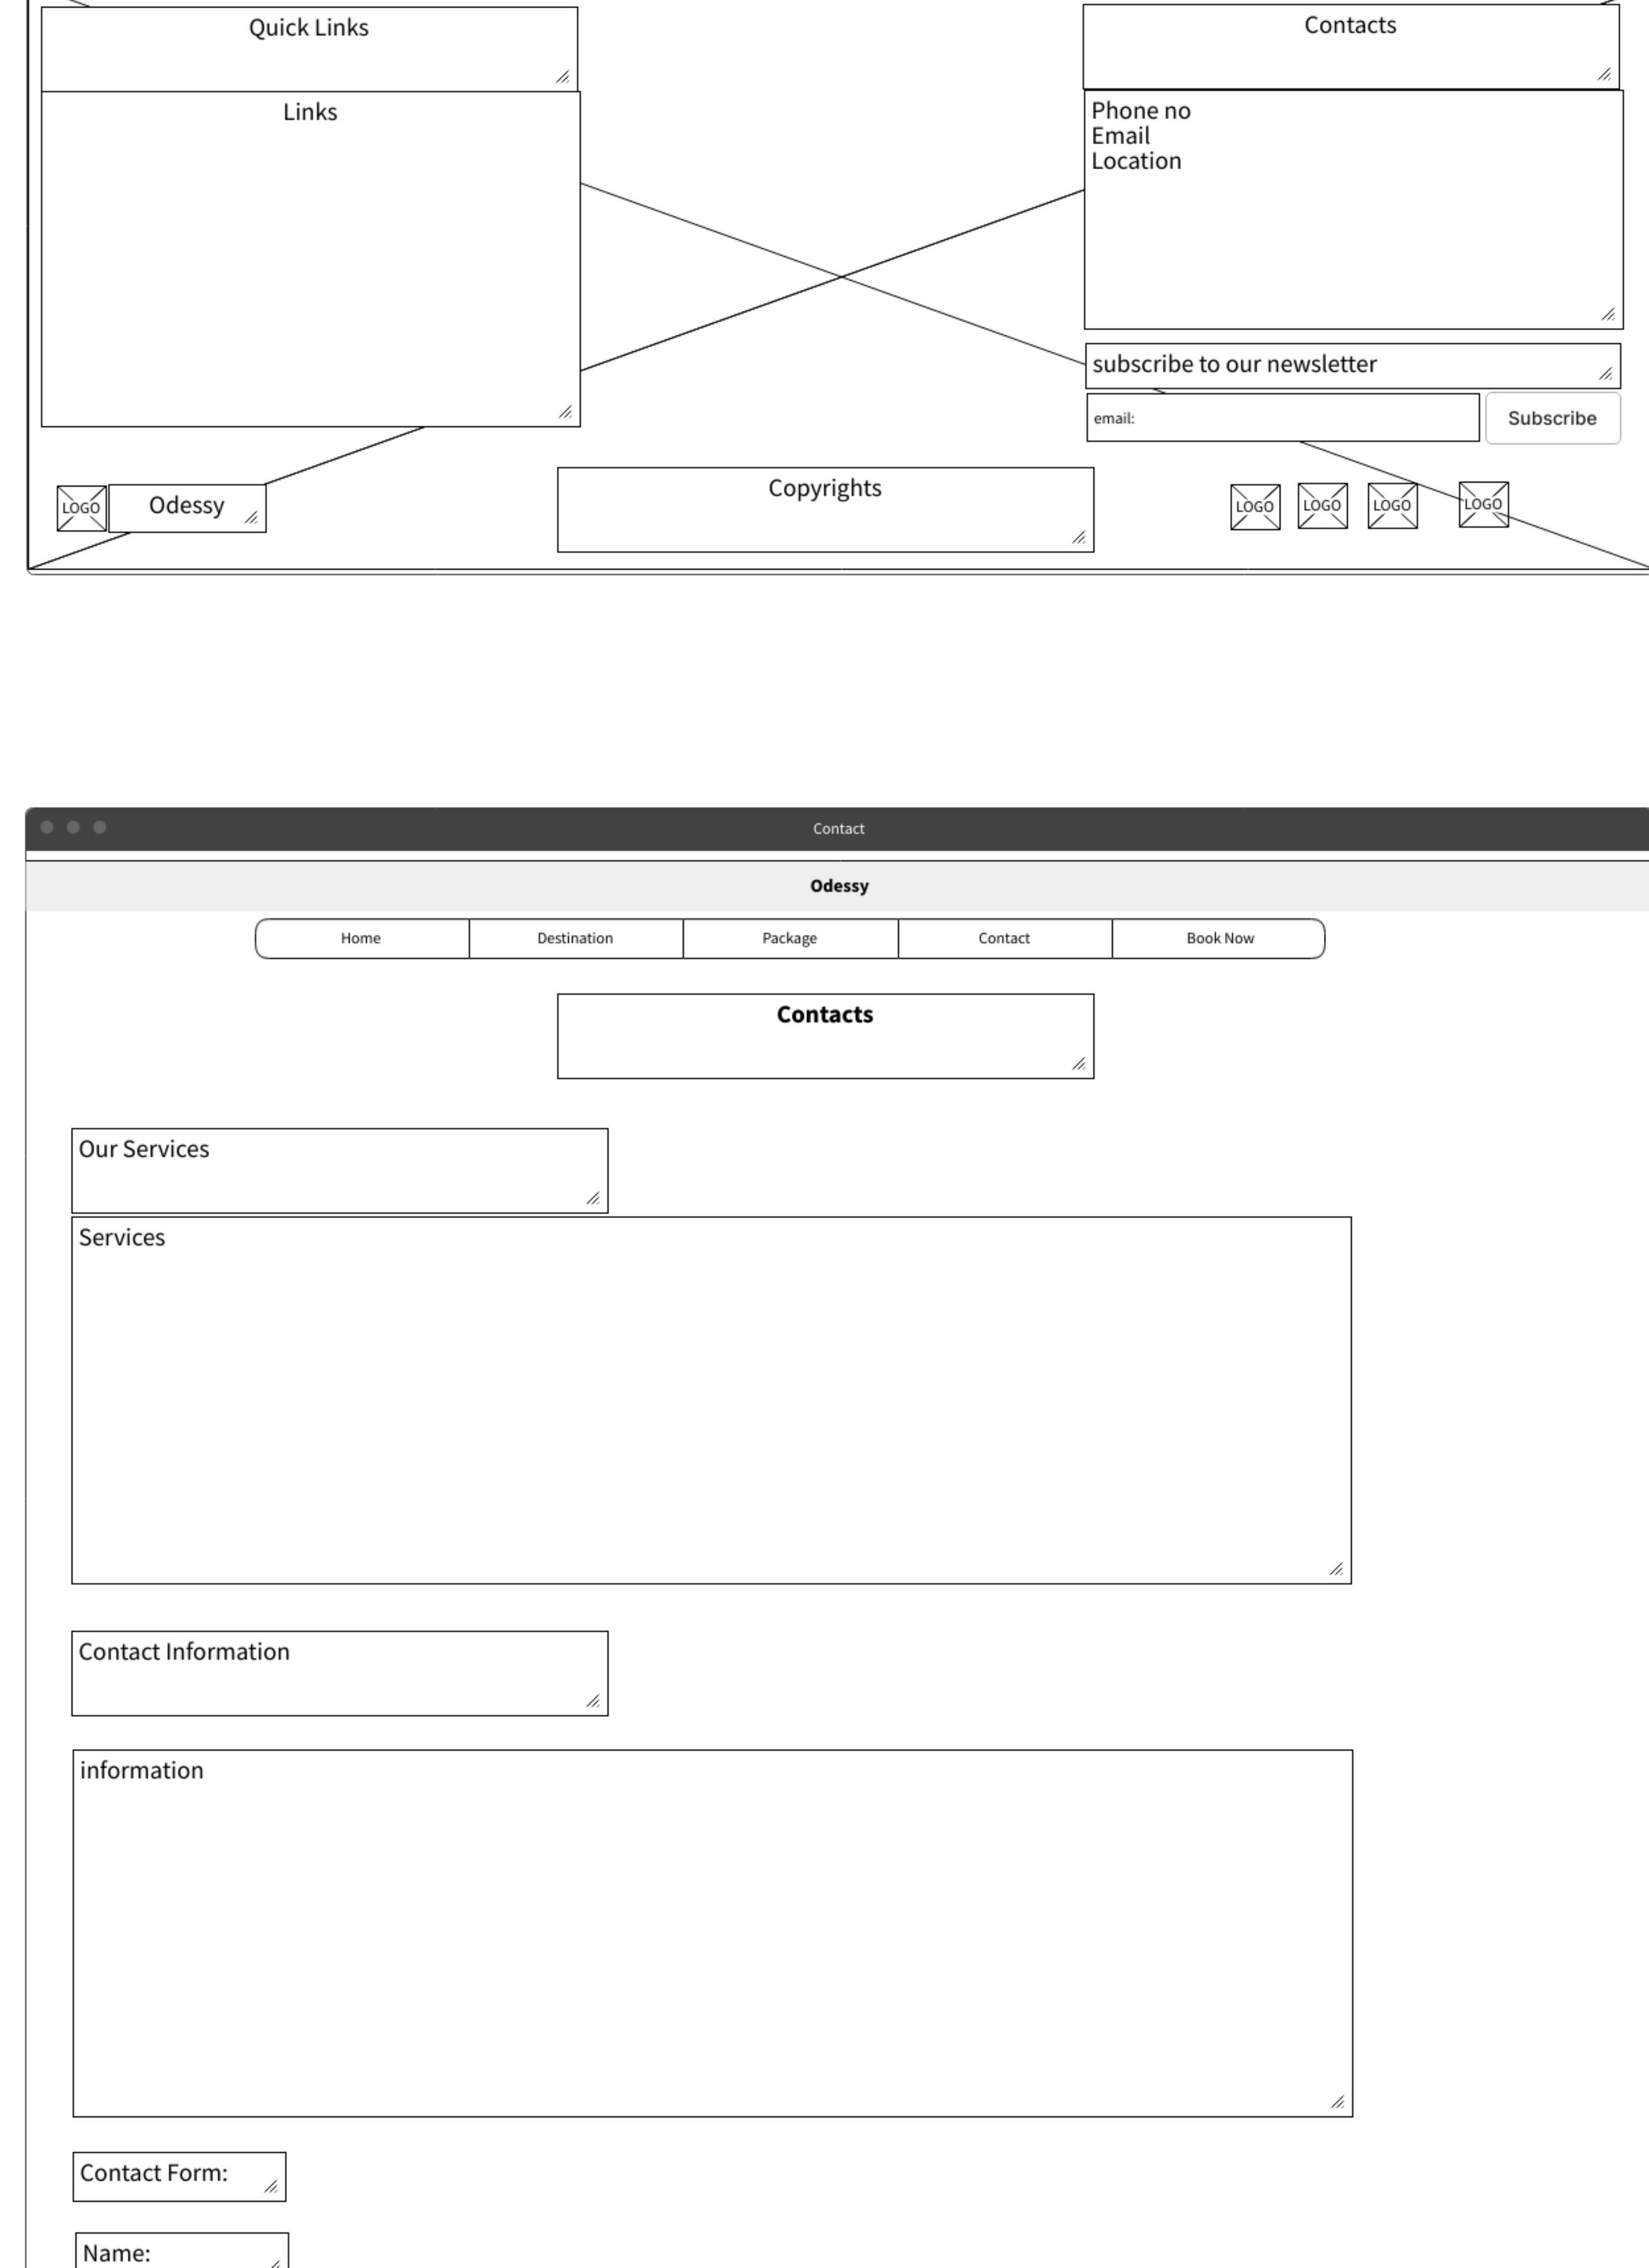 Quick Links
Links
Contacts
Phone no
Email
Location
subscribe to our newsletter
email:
Subscribe
LOGO
Odessy
Copyrights
LOGO
LOGO
LOGO
LOGO
Contact
Odessy
Home
Destination
Package
Contact
Book Now
Contacts
Our Services
Services
Contact Information
information
Contact Form:
Name: